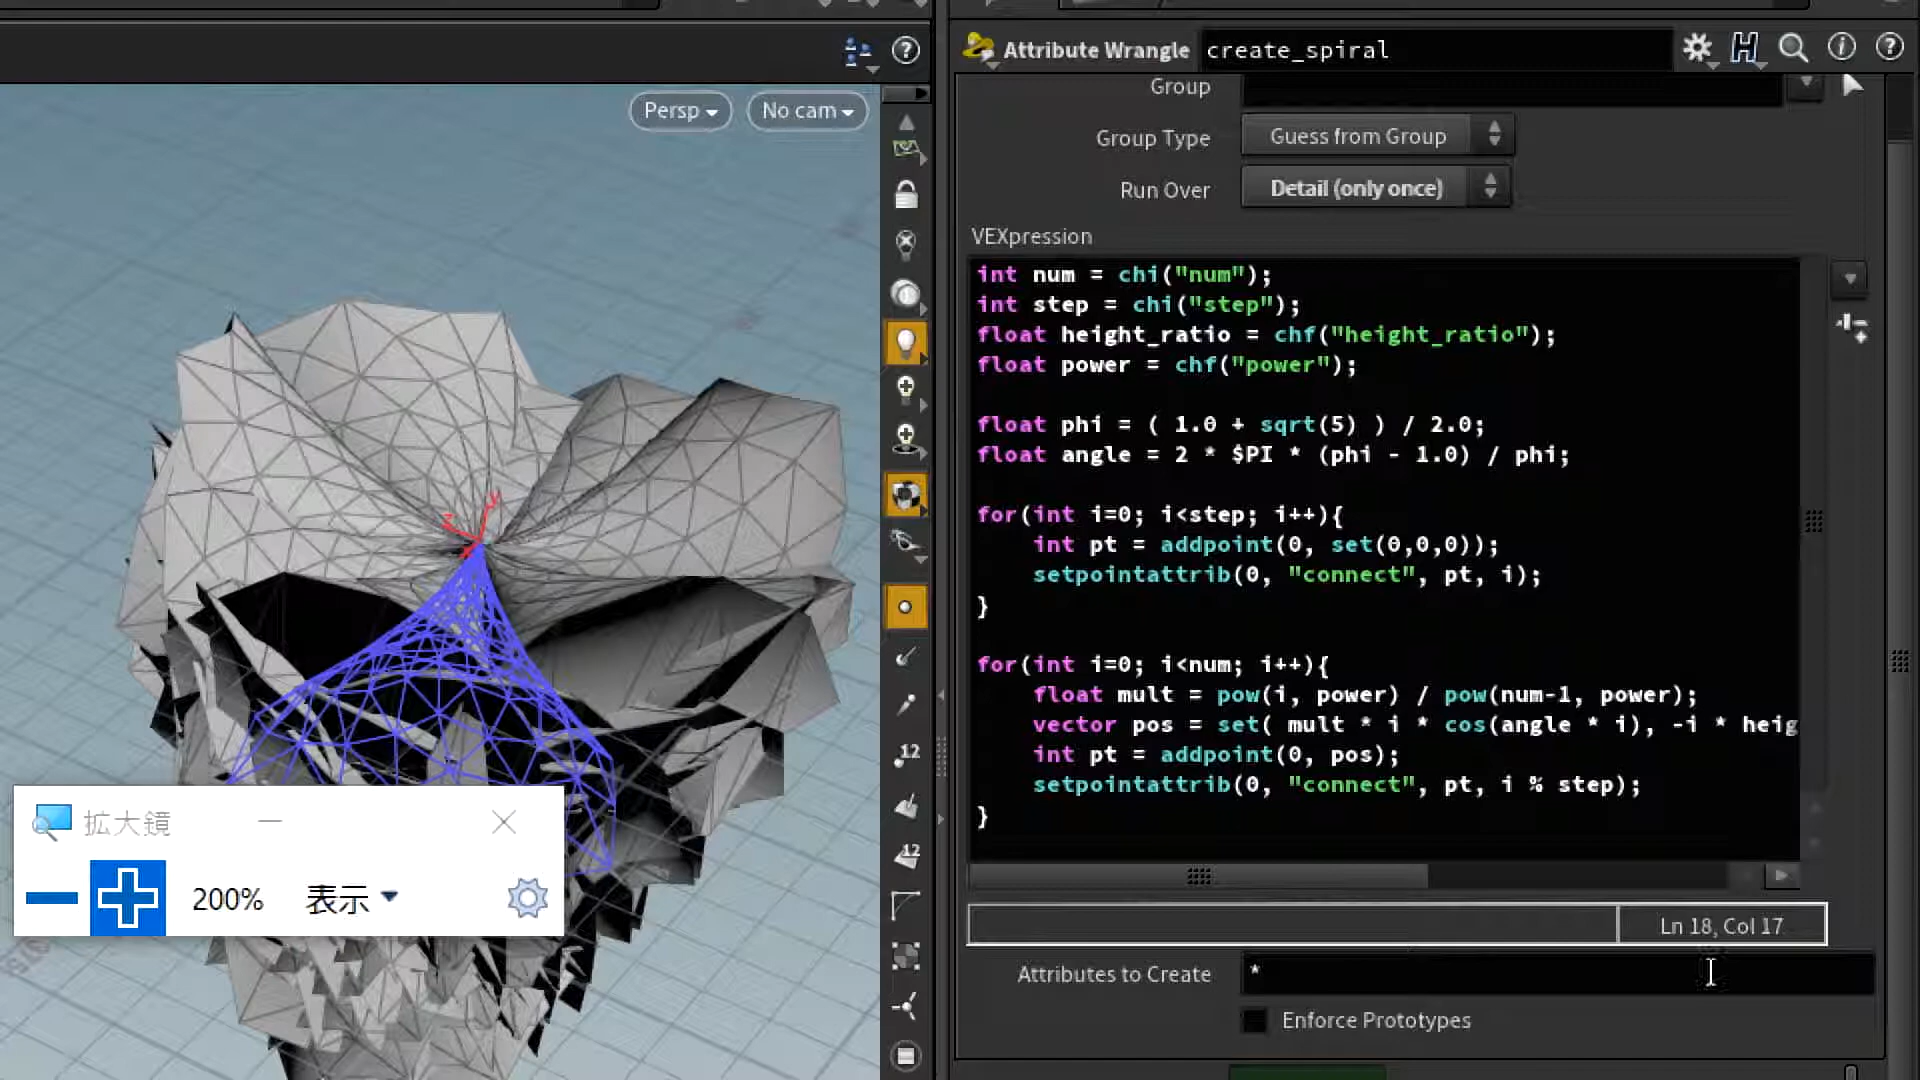 Attribute Wrangle create_spiral
Persp
No cam
Group
Group Type Guess from Group
Run Over Detail (only once)
VEXpression
int num = chi("num");
int step = chi("step");
float height_ratio = chf("height_ratio");
float power = chf("power");
float phi = ( 1.0 + sqrt(5) ) / 2.0;
float angle = 2 * $PI * (phi - 1.0) / phi;
for(int i=0; i<step; i++){
    int pt = addpoint(0, set(0,0,0));
    setpointattrib(0, "connect", pt, i);
}
for(int i=0; i<num; i++){
    float mult = pow(i, power) / pow(num-1, power);
    vector pos = set( mult * i * cos(angle * i), -i * heig
    int pt = addpoint(0, pos);
    setpointattrib(0, "connect", pt, i % step);
}
Ln 18, Col 17
Attributes to Create *
Enforce Prototypes
y
z
x
12
12
拡大鏡
200% 表示